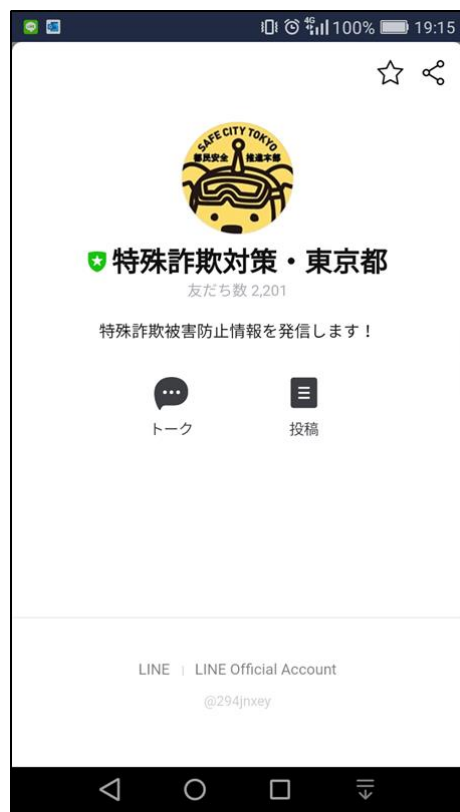 4G
100%
19:15
SAFE CITY TOKYO
都民安全
推進本部
特殊詐欺対策・東京都
友だち数 2,201
特殊詐欺被害防止情報を発信します！
トーク
投稿
LINE | LINE Official Account
@294jnxey